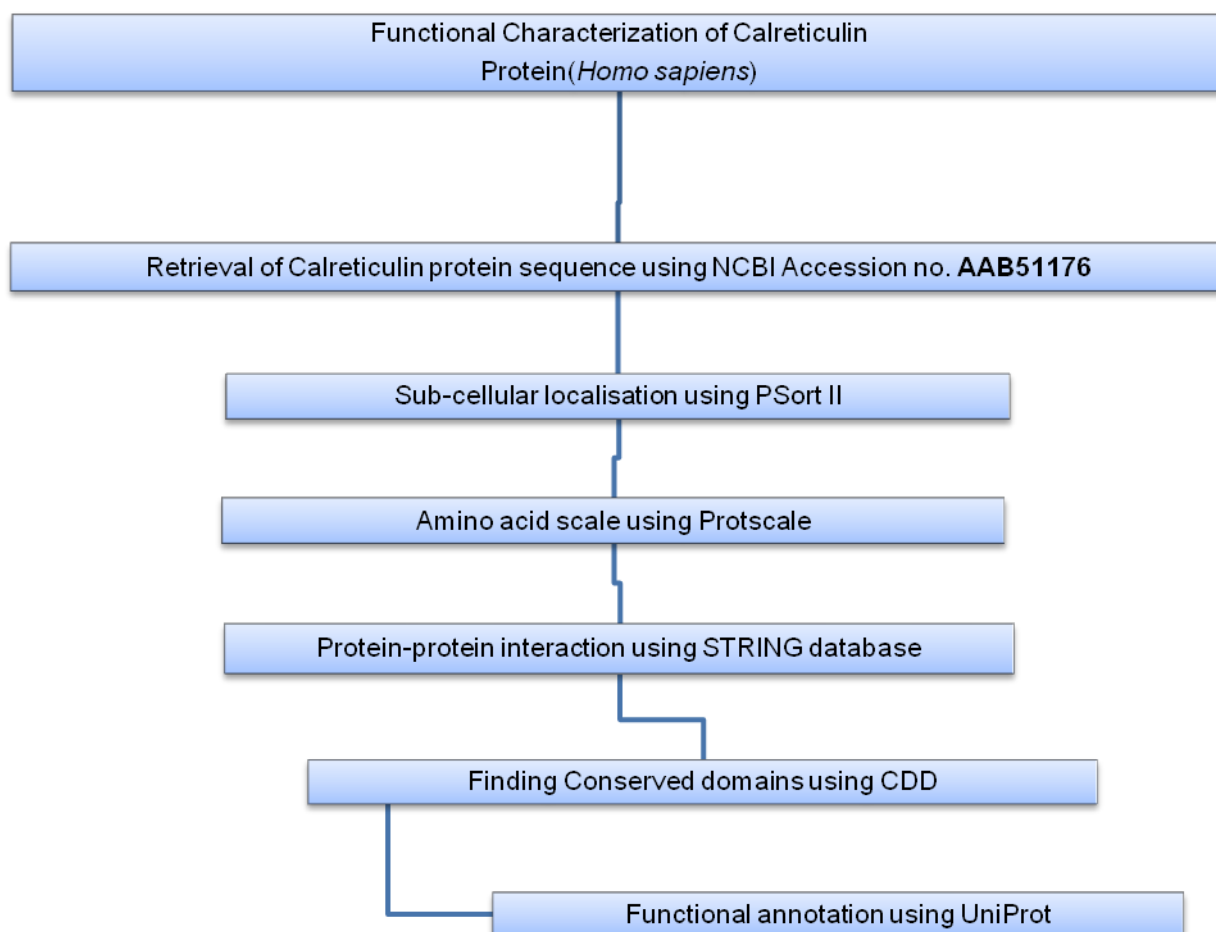 Functional Characterization of Calreticulin
Protein(Homo sapiens)
Retrieval of Calreticulin protein sequence using NCBI Accession no. AAB51176
Sub-cellular localisation using PSort II
Amino acid scale using Protscale
Protein-protein interaction using STRING database
Finding Conserved domains using CDD
Functional annotation using UniProt